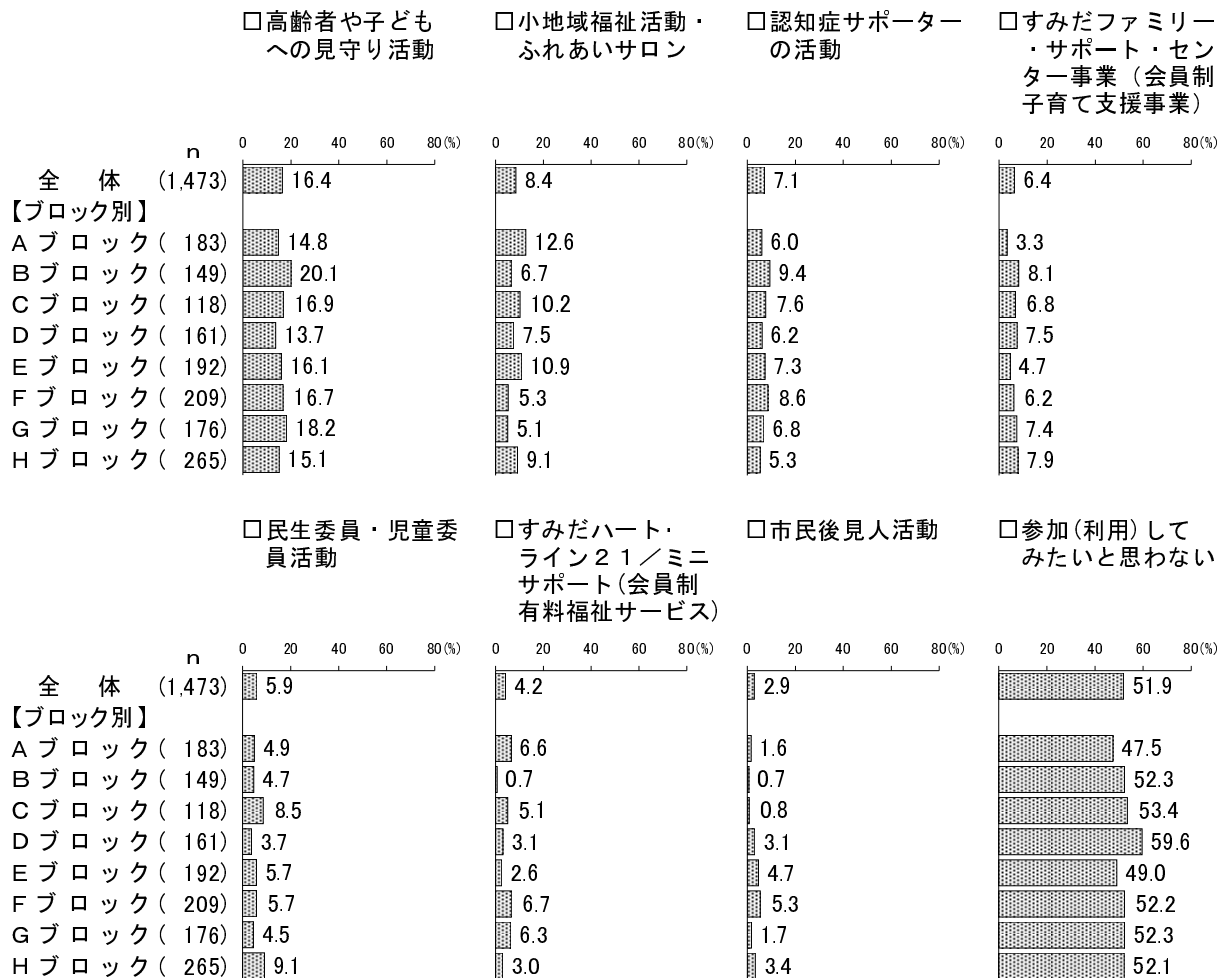 □高齢者や子ども □小地域福祉活動・ □認知症サポーター □すみだファミリー
への見守り活動 ふれあいサロン の活動 ・サポート・セン
ター事業（会員制
子育て支援事業）
0 20 40 60 80(%) 0 20 40 60 80(%) 0 20 40 60 80(%) 0 20 40 60 80(%)
n
全体 (1,473) 16.4 8.4 7.1 6.4
【ブロック別】
Aブロック( 183) 14.8 12.6 6.0 3.3
Bブロック( 149) 20.1 6.7 9.4 8.1
Cブロック( 118) 16.9 10.2 7.6 6.8
Dブロック( 161) 13.7 7.5 6.2 7.5
Eブロック( 192) 16.1 10.9 7.3 4.7
Fブロック( 209) 16.7 5.3 8.6 6.2
Gブロック( 176) 18.2 5.1 6.8 7.4
Hブロック( 265) 15.1 9.1 5.3 7.9
□民生委員・児童委 □すみだハート・ □市民後見人活動 □参加(利用)して
員活動 ライン２１／ミニ みたいと思わない
サポート(会員制
有料福祉サービス)
0 20 40 60 80(%) 0 20 40 60 80(%) 0 20 40 60 80(%) 0 20 40 60 80(%)
n
全体 (1,473) 5.9 4.2 2.9 51.9
【ブロック別】
Aブロック( 183) 4.9 6.6 1.6 47.5
Bブロック( 149) 4.7 0.7 0.7 52.3
Cブロック( 118) 8.5 5.1 0.8 53.4
Dブロック( 161) 3.7 3.1 3.1 59.6
Eブロック( 192) 5.7 2.6 4.7 49.0
Fブロック( 209) 5.7 6.7 5.3 52.2
Gブロック( 176) 4.5 6.3 1.7 52.3
Hブロック( 265) 9.1 3.0 3.4 52.1